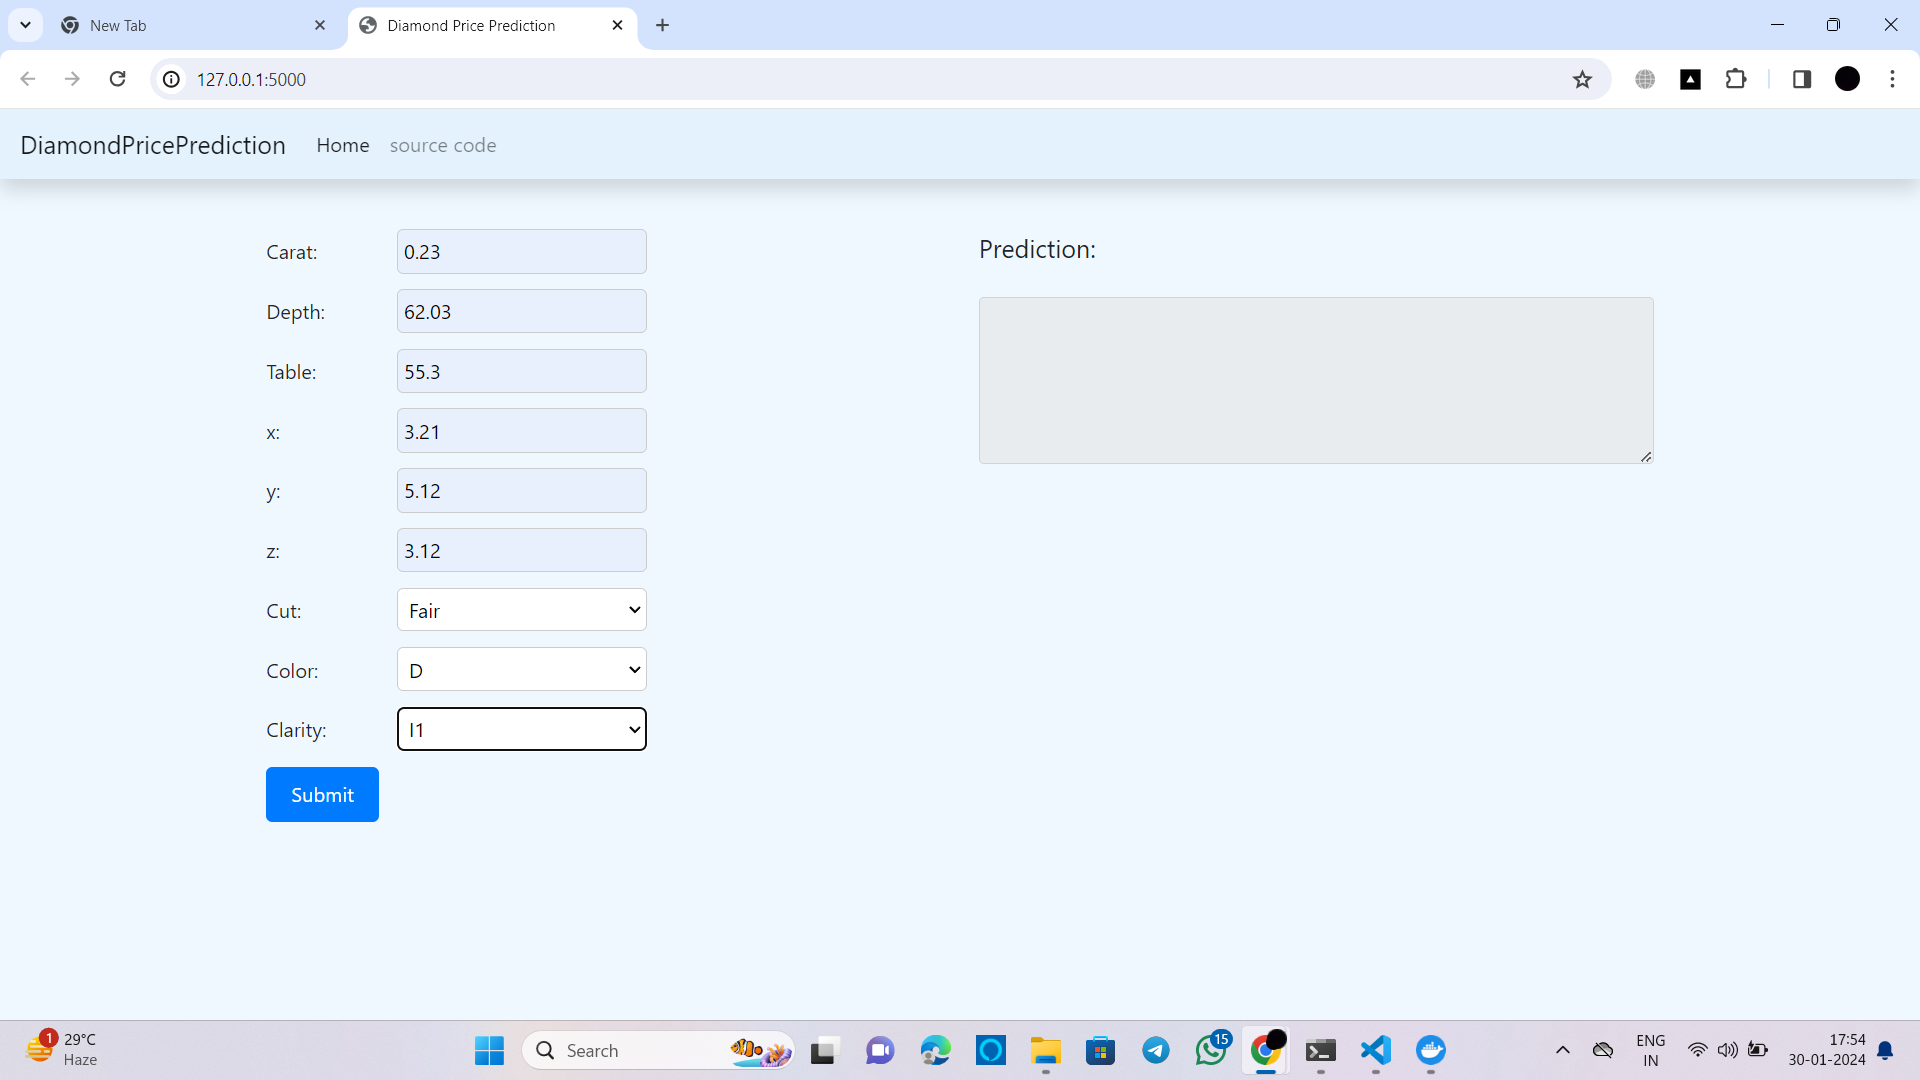 New Tab
Diamond Price Prediction
127.0.0.1:5000
DiamondPricePrediction Home source code
Carat: 0.23
Prediction:
Depth: 62.03
Table: 55.3
x: 3.21
y: 5.12
z: 3.12
Cut: Fair
Color: D
Clarity: I1
Submit
1
29°C
Haze
Search
15
ENG
IN
17:54
30-01-2024